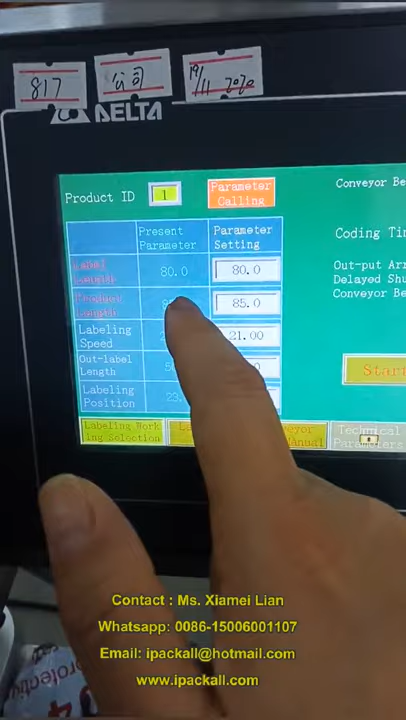 817
公司
19/11 2020
DELTA
Product ID 1
Parameter
Calling
Conveyor Be
Present
Parameter
Parameter
Setting
Coding Tim
Label
Length
80.0
80.0
Out-put Arr
Delayed Shu
Conveyor Be
Product
Length
85.0
Labeling
Speed
21.00
Out-label
Length
Start
Labeling
Position
23.
Labeling Work
ing Selection
Manual
Technical
Parameters
Contact : Ms. Xiamei Lian
Whatsapp: 0086-15006001107
Email: ipackall@hotmail.com
www.ipackall.com